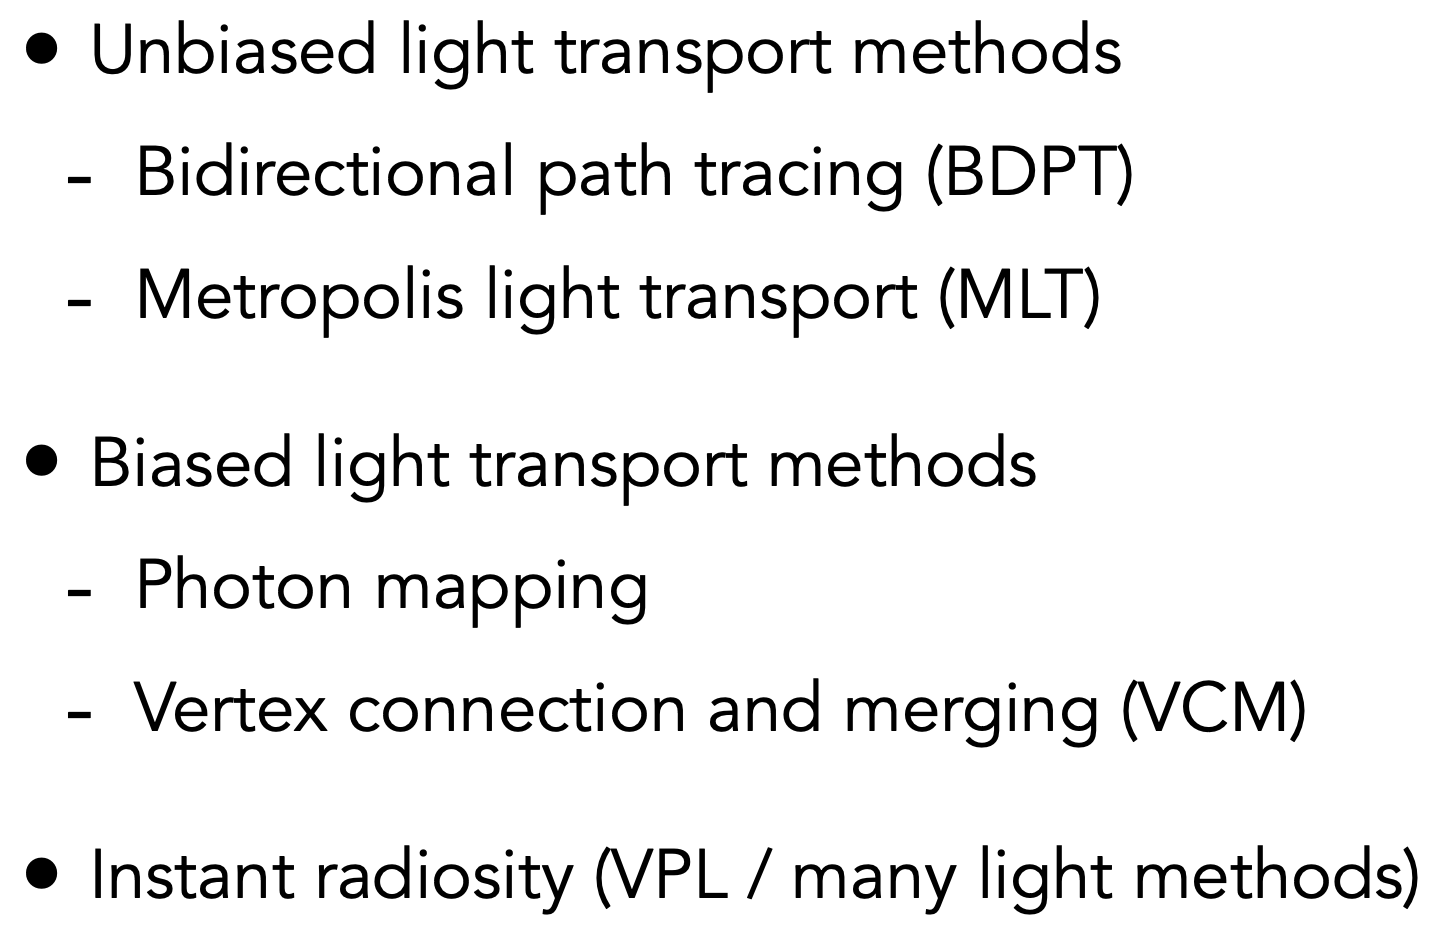 • Unbiased light transport methods
- Bidirectional path tracing (BDPT)
- Metropolis light transport (MLT)
• Biased light transport methods
- Photon mapping
- Vertex connection and merging (VCM)
• Instant radiosity (VPL / many light methods)